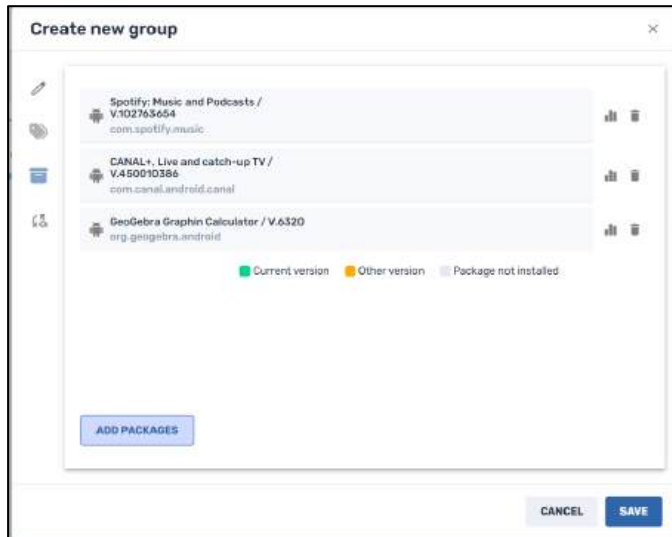 Create new group
Spotify: Music and Podcasts /
V.102763654
com.spotify.music
CANAL+, Live and catch-up TV /
V.450010386
com.canal.android.canal
GeoGebra Graphin Calculator / V.6320
org.geogebra.android
Current version Other version Package not installed
ADD PACKAGES
CANCEL SAVE